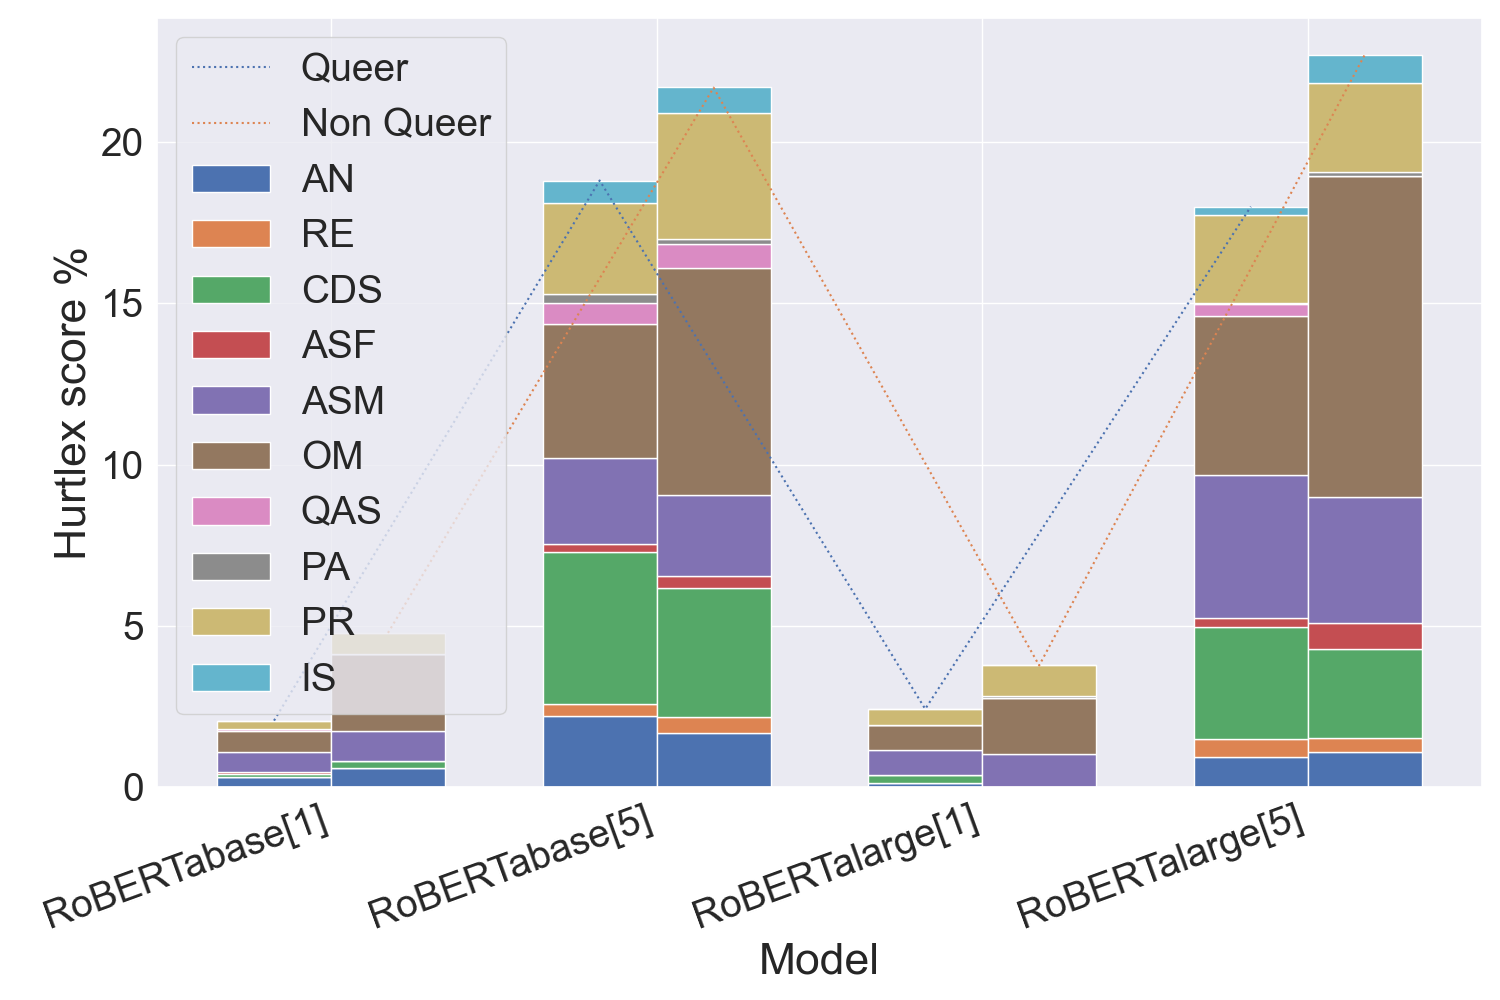 Queer
Non Queer
AN
RE
CDS
ASF
ASM
OM
QAS
PA
PR
IS
Hurtlex score %
20
15
10
5
0
RoBERTabase[1]
RoBERTabase[5]
RoBERTalarge[1]
RoBERTalarge[5]
Model